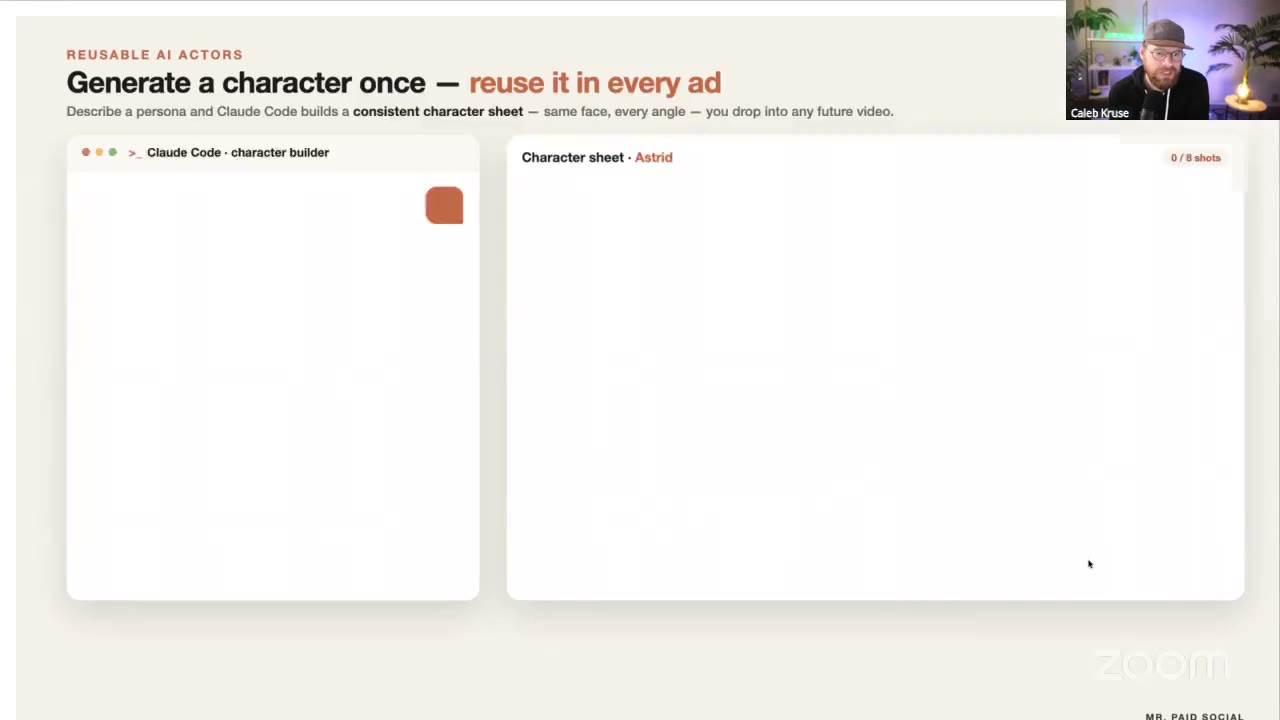 REUSABLE AI ACTORS
Generate a character once — reuse it in every ad
Describe a persona and Claude Code builds a consistent character sheet — same face, every angle — you drop into any future video.
Caleb Kruse
>_ Claude Code · character builder
Character sheet · Astrid
0 / 8 shots
zoom
MR. PAID SOCIAL